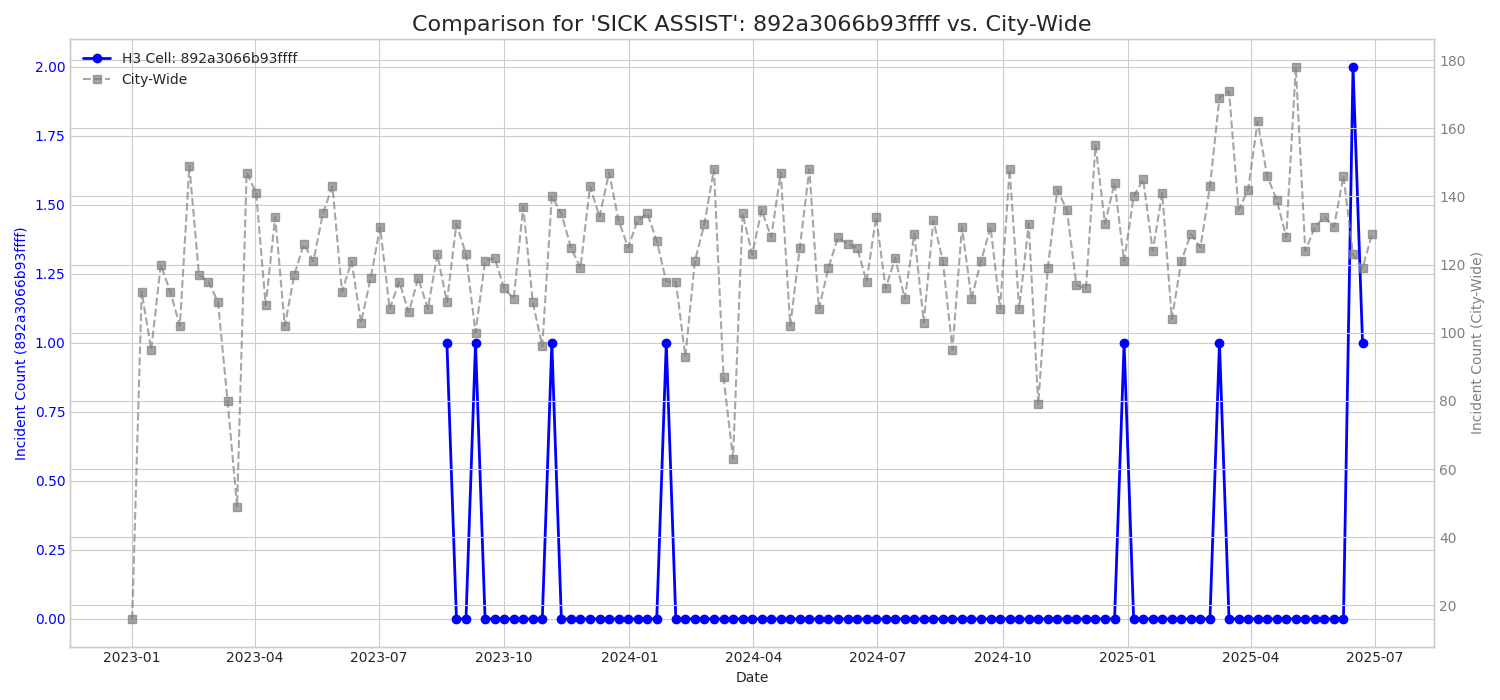 Comparison for 'SICK ASSIST': 892a3066b93ffff vs. City-Wide
H3 Cell: 892a3066b93ffff
City-Wide
Incident Count (892a3066b93ffff)
2.00
1.75
1.50
1.25
1.00
0.75
0.50
0.25
0.00
180
160
140
120
100
80
60
40
20
Incident Count (City-Wide)
2023-01 2023-04 2023-07 2023-10 2024-01 2024-04 2024-07 2024-10 2025-01 2025-04 2025-07
Date